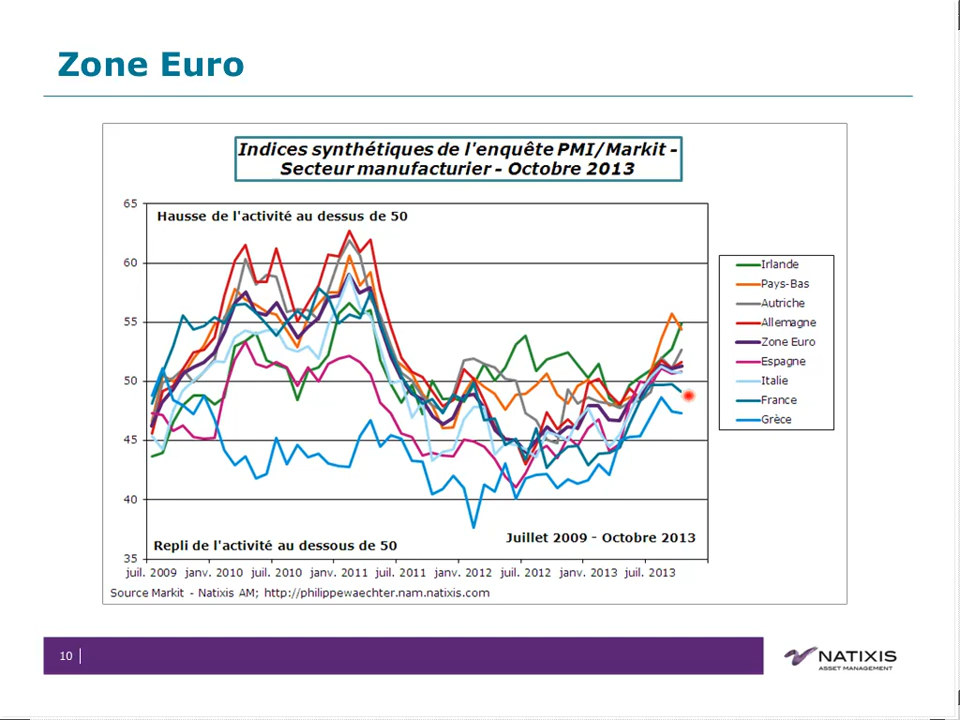 Zone Euro
Indices synthétiques de l'enquête PMI/Markit -
Secteur manufacturier - Octobre 2013
65
Hausse de l'activité au dessus de 50
60
55
50
45
40
35
Irlande
Pays-Bas
Autriche
Allemagne
Zone Euro
Espagne
Italie
France
Grèce
Juillet 2009 - Octobre 2013
Repli de l'activité au dessous de 50
juil. 2009 janv. 2010 juil. 2010 janv. 2011 juil. 2011 janv. 2012 juil. 2012 janv. 2013 juil. 2013
Source Markit - Natixis AM; http://philippewaechter.nam.natixis.com
10
NATIXIS
ASSET MANAGEMENT